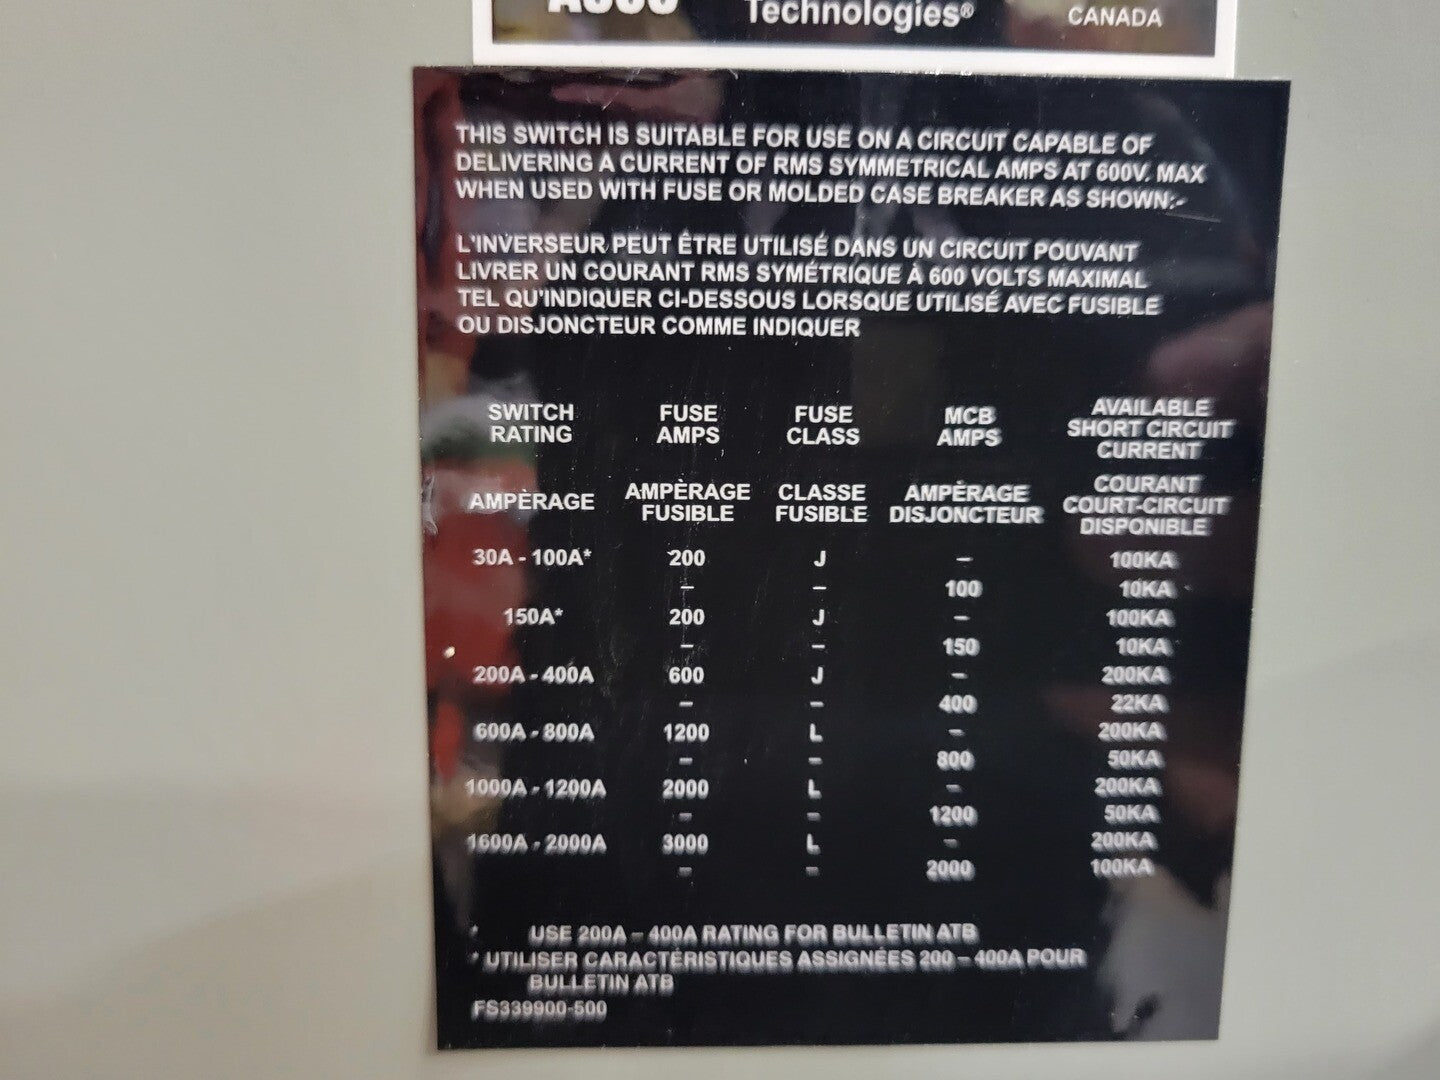 Technologies®
CANADA
THIS SWITCH IS SUITABLE FOR USE ON A CIRCUIT CAPABLE OF
DELIVERING A CURRENT OF RMS SYMMETRICAL AMPS AT 600V. MAX
WHEN USED WITH FUSE OR MOLDED CASE BREAKER AS SHOWN:-
L'INVERSEUR PEUT ÊTRE UTILISÉ DANS UN CIRCUIT POUVANT
LIVRER UN COURANT RMS SYMÉTRIQUE À 600 VOLTS MAXIMAL
TEL QU'INDIQUER CI-DESSOUS LORSQUE UTILISÉ AVEC FUSIBLE
OU DISJONCTEUR COMME INDIQUER
SWITCH RATING FUSE AMPS FUSE CLASS MCB AMPS AVAILABLE SHORT CIRCUIT CURRENT
AMPÈRAGE AMPÈRAGE FUSIBLE CLASSE FUSIBLE AMPÈRAGE DISJONCTEUR COURANT COURT-CIRCUIT DISPONIBLE
30A - 100A* 200 J – 100KA
– – 100 10KA
150A* 200 J – 100KA
– – 150 10KA
200A - 400A 600 J – 200KA
– – 400 22KA
600A - 800A 1200 L – 200KA
– – 800 50KA
1000A - 1200A 2000 L – 200KA
– – 1200 50KA
1600A - 2000A 3000 L – 200KA
– – 2000 100KA
* USE 200A – 400A RATING FOR BULLETIN ATB
* UTILISER CARACTÈRISTIQUES ASSIGNÉES 200 – 400A POUR
BULLETIN ATB
FS339900-500